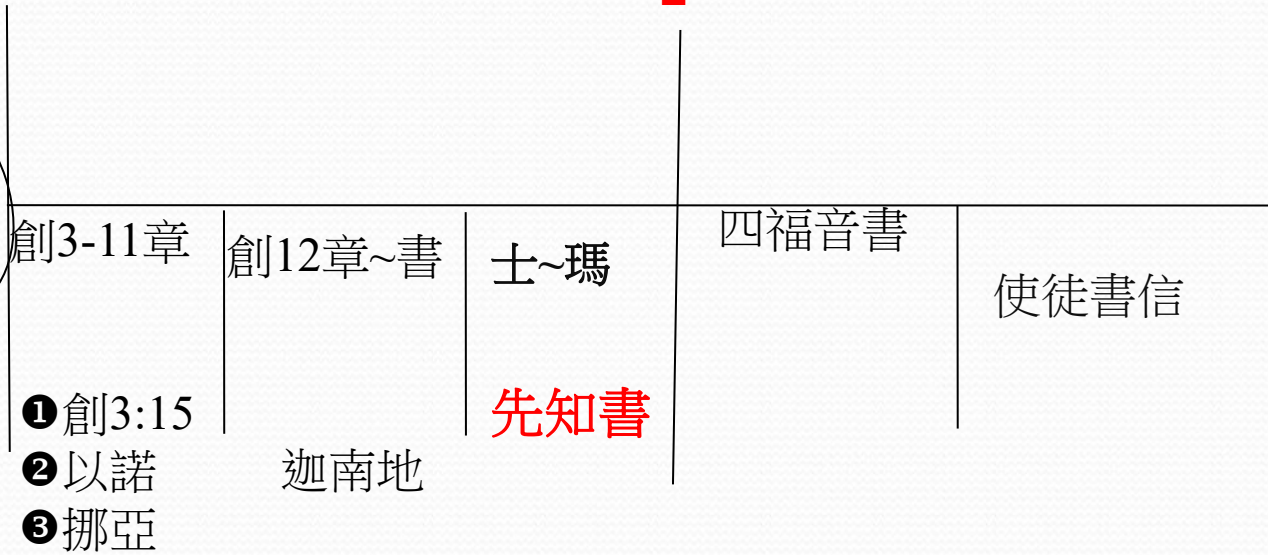 創3-11章
創12章~書
士~瑪
四福音書
使徒書信
❶創3:15
先知書
❷以諾
迦南地
❸挪亞